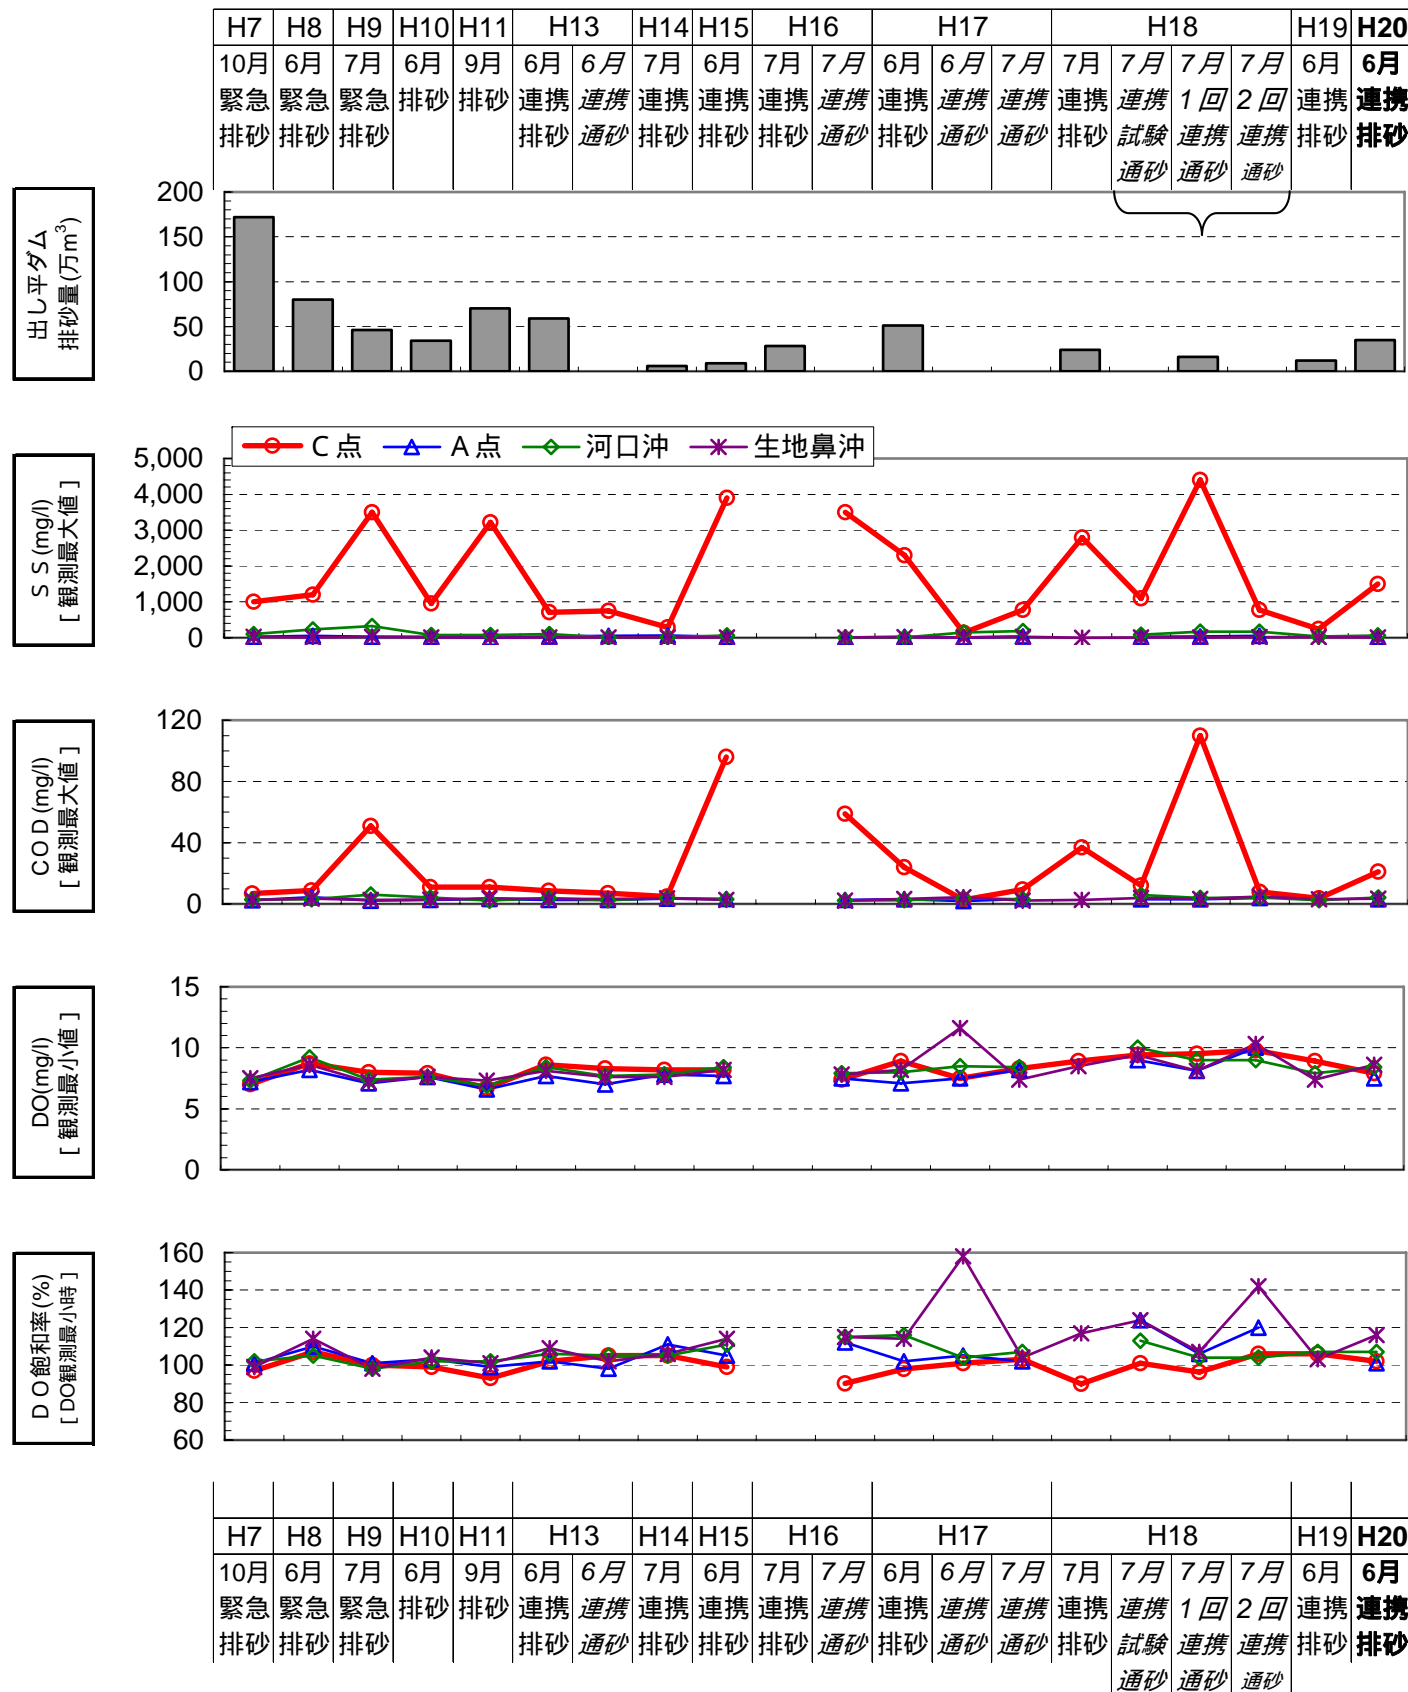 H7 H8 H9 H10 H11 H13 H14 H15 H16 H17 H18 H19 H20
10月 6月 7月 6月 9月 6月 6月 7月 6月 7月 7月 6月 6月 7月 7月 7月 7月 7月 6月 6月
緊急 緊急 緊急 排砂 排砂 連携 連携 連携 連携 連携 連携 連携 連携 連携 連携 連携 1回 2回 連携 連携
排砂 排砂 排砂 排砂 通砂 排砂 排砂 排砂 通砂 排砂 通砂 通砂 排砂 試験 連携 連携 排砂 排砂
通砂 通砂 通砂
出し平ダム
排砂量(万m³)
200
150
100
50
0
C点 A点 河口沖 生地鼻沖
SS(mg/l)
[観測最大値]
5,000
4,000
3,000
2,000
1,000
0
COD(mg/l)
[観測最大値]
120
80
40
0
DO(mg/l)
[観測最小値]
15
10
5
0
DO飽和率(%)
[DO観測最小時]
160
140
120
100
80
60
H7 H8 H9 H10 H11 H13 H14 H15 H16 H17 H18 H19 H20
10月 6月 7月 6月 9月 6月 6月 7月 6月 7月 7月 6月 6月 7月 7月 7月 7月 7月 6月 6月
緊急 緊急 緊急 排砂 排砂 連携 連携 連携 連携 連携 連携 連携 連携 連携 連携 連携 1回 2回 連携 連携
排砂 排砂 排砂 排砂 通砂 排砂 排砂 排砂 通砂 排砂 通砂 通砂 排砂 試験 連携 連携 排砂 排砂
通砂 通砂 通砂